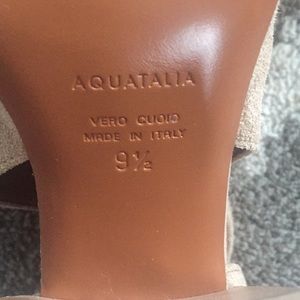 AQUATALIA
VERO CUOIO
MADE IN ITALY
9½